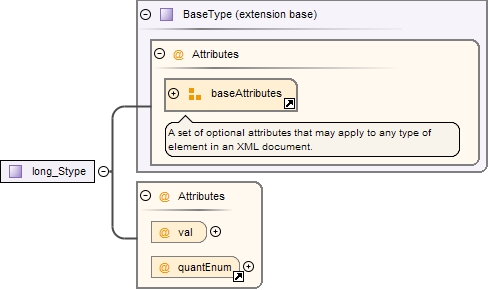 BaseType (extension base)
@ Attributes
baseAttributes
A set of optional attributes that may apply to any type of
element in an XML document.
long_Stype
@ Attributes
@ val
@ quantEnum